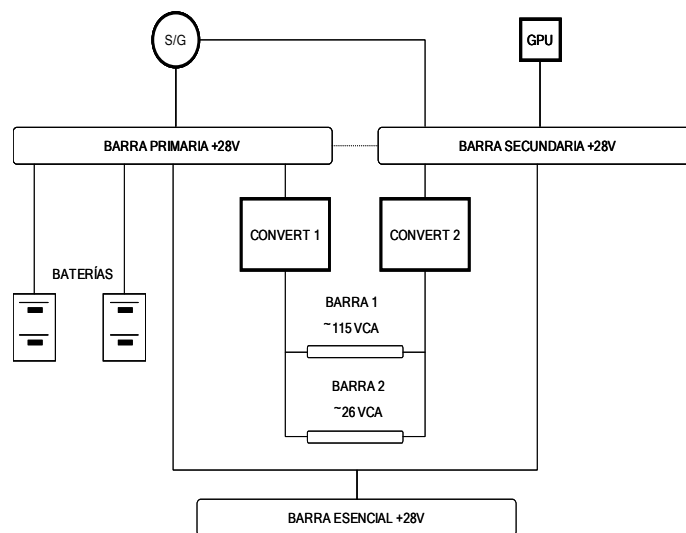 S/G
GPU
BARRA PRIMARIA +28V
BARRA SECUNDARIA +28V
CONVERT 1
CONVERT 2
BATERÍAS
BARRA 1
~115 VCA
BARRA 2
~26 VCA
BARRA ESENCIAL +28V